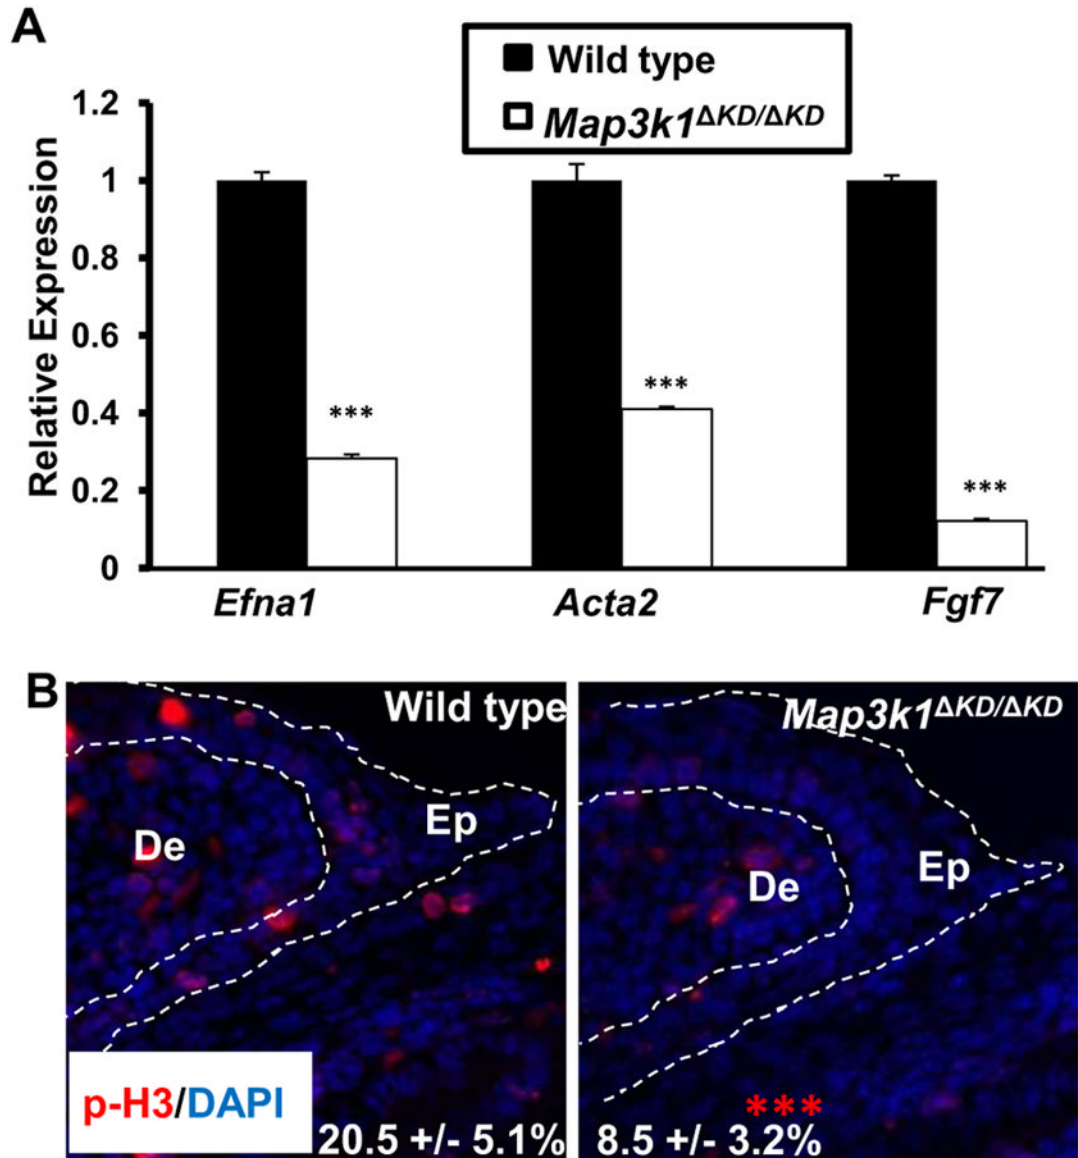 A
Wild type
Map3k1ΔKD/ΔKD
1.2
1
0.8
0.6
0.4
0.2
0
Relative Expression
***
***
***
Efna1 Acta2 Fgf7
B
Wild type
Map3k1ΔKD/ΔKD
De
Ep
De
Ep
p-H3/DAPI
20.5 +/- 5.1%
***
8.5 +/- 3.2%